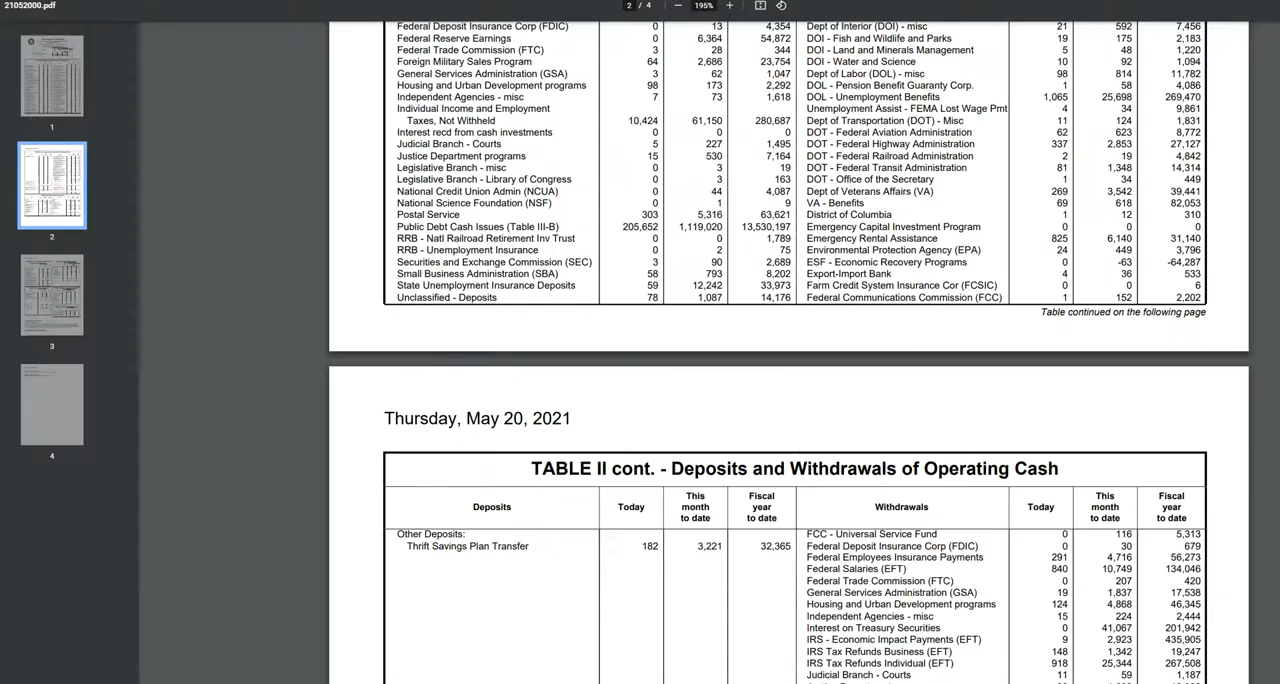 21052000.pdf
2 / 4 195%
1
2
3
4
Federal Deposit Insurance Corp (FDIC) 0 13 4,354 Dept of Interior (DOI) - misc 21 592 7,456
Federal Reserve Earnings 0 6,364 54,872 DOI - Fish and Wildlife and Parks 19 175 2,183
Federal Trade Commission (FTC) 3 28 344 DOI - Land and Minerals Management 5 48 1,220
Foreign Military Sales Program 64 2,686 23,754 DOI - Water and Science 10 92 1,094
General Services Administration (GSA) 3 62 1,047 Dept of Labor (DOL) - misc 98 814 11,782
Housing and Urban Development programs 98 173 2,292 DOL - Pension Benefit Guaranty Corp. 1 58 4,086
Independent Agencies - misc 7 73 1,618 DOL - Unemployment Benefits 1,065 25,698 269,470
Individual Income and Employment Unemployment Assist - FEMA Lost Wage Pmt 4 34 9,861
Taxes, Not Withheld 10,424 61,150 280,687 Dept of Transportation (DOT) - Misc 11 124 1,831
Interest recd from cash investments 0 0 0 DOT - Federal Aviation Administration 62 623 8,772
Judicial Branch - Courts 5 227 1,495 DOT - Federal Highway Administration 337 2,853 27,127
Justice Department programs 15 530 7,164 DOT - Federal Railroad Administration 2 19 4,842
Legislative Branch - misc 0 3 19 DOT - Federal Transit Administration 81 1,348 14,314
Legislative Branch - Library of Congress 0 3 163 DOT - Office of the Secretary 1 34 449
National Credit Union Admin (NCUA) 0 44 4,087 Dept of Veterans Affairs (VA) 269 3,542 39,441
National Science Foundation (NSF) 0 1 9 VA - Benefits 69 618 82,053
Postal Service 303 5,316 63,621 District of Columbia 1 12 310
Public Debt Cash Issues (Table III-B) 205,652 1,119,020 13,530,197 Emergency Capital Investment Program 0 0 0
RRB - Natl Railroad Retirement Inv Trust 0 0 1,789 Emergency Rental Assistance 825 6,140 31,140
RRB - Unemployment Insurance 0 2 75 Environmental Protection Agency (EPA) 24 449 3,796
Securities and Exchange Commission (SEC) 3 90 2,689 ESF - Economic Recovery Programs 0 -63 -64,287
Small Business Administration (SBA) 58 793 8,202 Export-Import Bank 4 36 533
State Unemployment Insurance Deposits 59 12,242 33,973 Farm Credit System Insurance Cor (FCSIC) 0 0 6
Unclassified - Deposits 78 1,087 14,176 Federal Communications Commission (FCC) 1 152 2,202
Table continued on the following page
Thursday, May 20, 2021
TABLE II cont. - Deposits and Withdrawals of Operating Cash
Deposits Today This month to date Fiscal year to date Withdrawals Today This month to date Fiscal year to date
Other Deposits: FCC - Universal Service Fund 0 116 5,313
Thrift Savings Plan Transfer 182 3,221 32,365 Federal Deposit Insurance Corp (FDIC) 0 30 679
Federal Employees Insurance Payments 291 4,716 56,273
Federal Salaries (EFT) 840 10,749 134,046
Federal Trade Commission (FTC) 0 207 420
General Services Administration (GSA) 19 1,837 17,538
Housing and Urban Development programs 124 4,868 46,345
Independent Agencies - misc 15 224 2,444
Interest on Treasury Securities 0 41,067 201,942
IRS - Economic Impact Payments (EFT) 9 2,923 435,905
IRS Tax Refunds Business (EFT) 148 1,342 19,247
IRS Tax Refunds Individual (EFT) 918 25,344 267,508
Judicial Branch - Courts 11 59 1,187